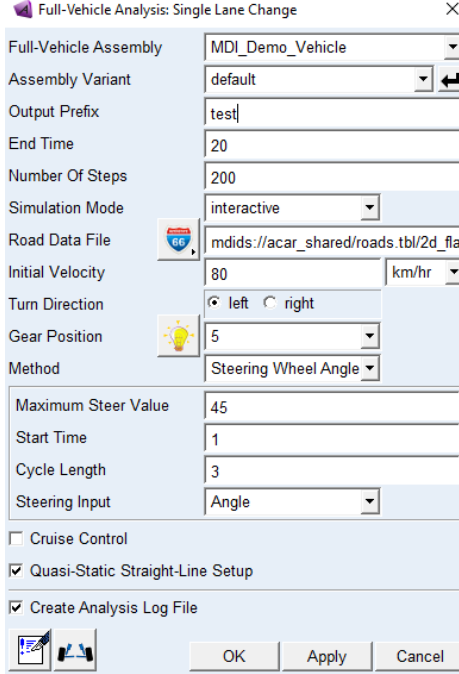 Full-Vehicle Analysis: Single Lane Change
Full-Vehicle Assembly MDI_Demo_Vehicle
Assembly Variant default
Output Prefix test
End Time 20
Number Of Steps 200
Simulation Mode interactive
Road Data File 66 mdids://acar_shared/roads.tbl/2d_fla
Initial Velocity 80 km/hr
Turn Direction left right
Gear Position 5
Method Steering Wheel Angle
Maximum Steer Value 45
Start Time 1
Cycle Length 3
Steering Input Angle
Cruise Control
Quasi-Static Straight-Line Setup
Create Analysis Log File
OK Apply Cancel